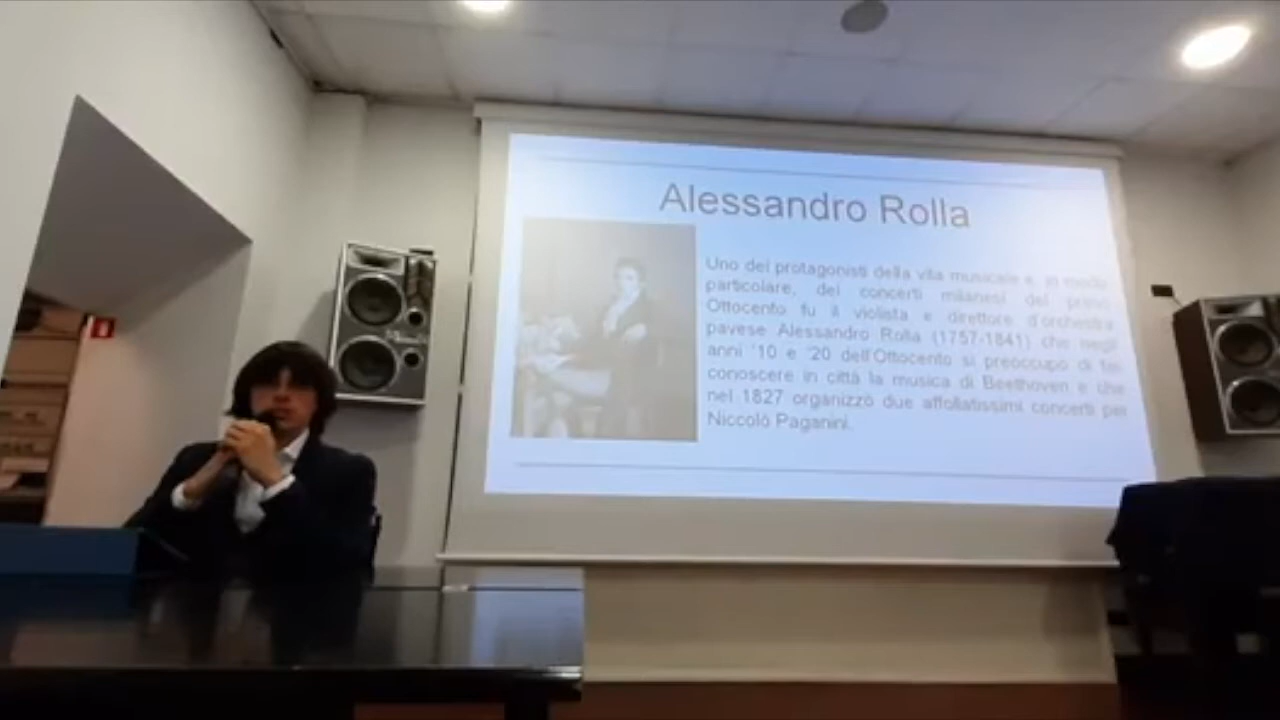 Alessandro Rolla
Uno dei protagonisti della vita musicale e, in modo
particolare, dei concerti milanesi del primo
Ottocento fu il violista e direttore d'orchestra
pavese Alessandro Rolla (1757-1841) che negli
anni '10 e '20 dell'Ottocento si preoccupò di far
conoscere in città la musica di Beethoven e che
nel 1827 organizzò due affollatissimi concerti per
Niccolò Paganini.